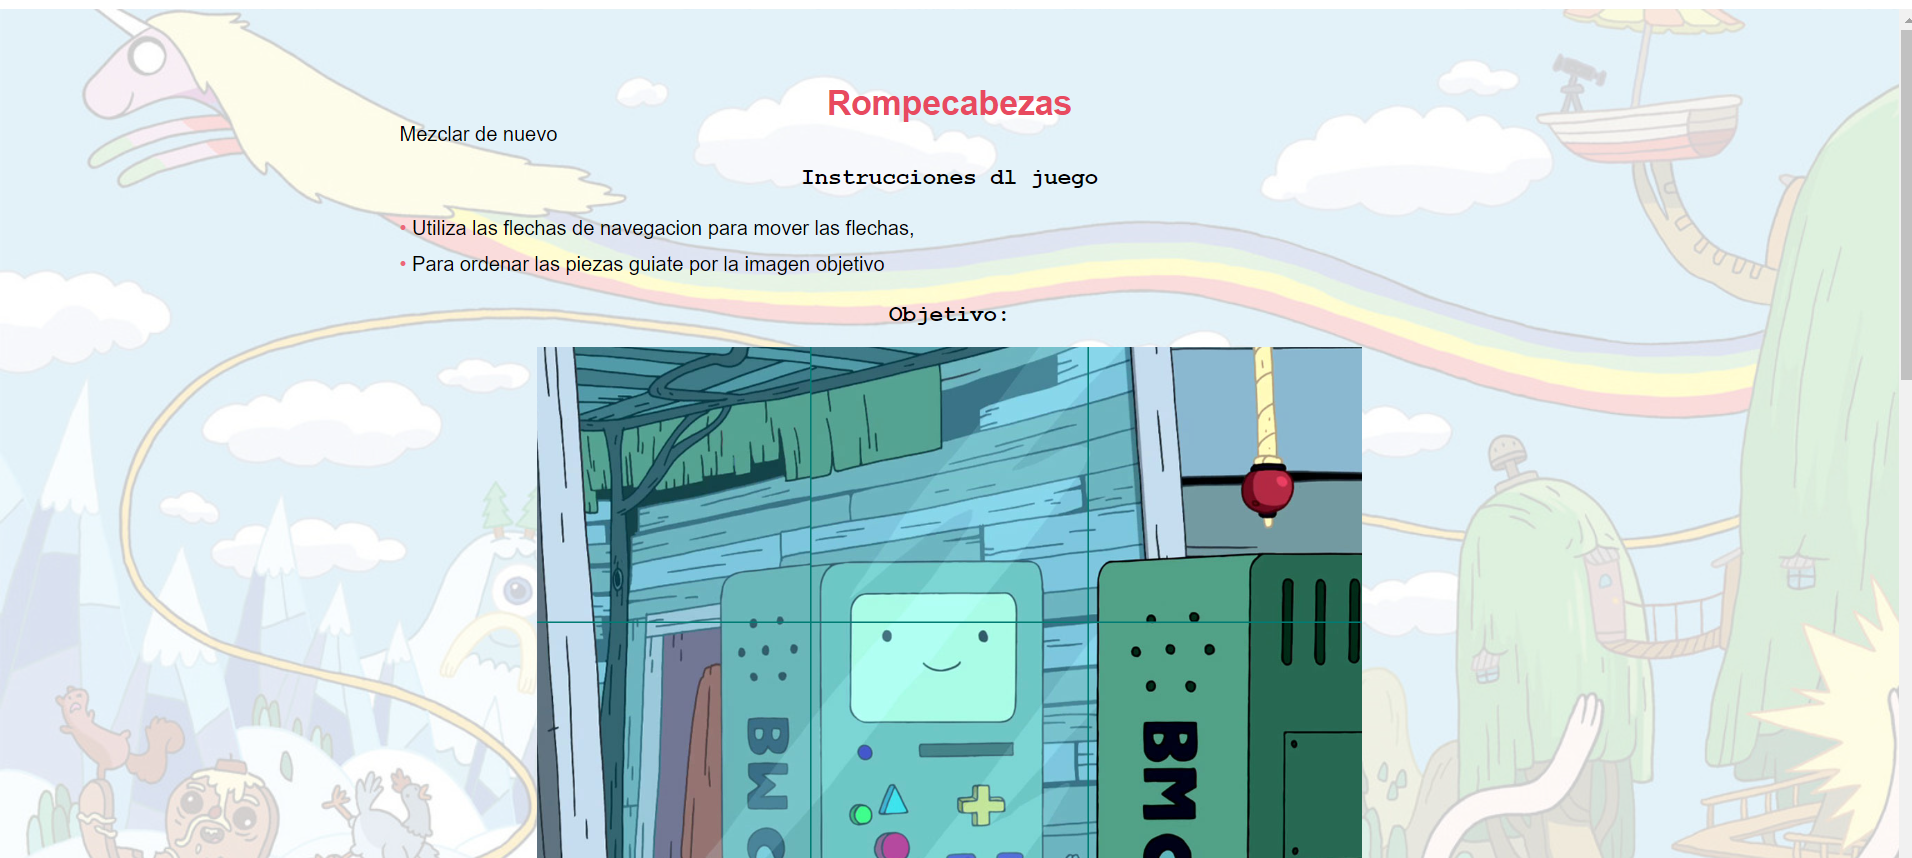 Rompecabezas
Mezclar de nuevo
Instrucciones dl juego
• Utiliza las flechas de navegacion para mover las flechas,
• Para ordenar las piezas guiate por la imagen objetivo
Objetivo:
BMO
BMO